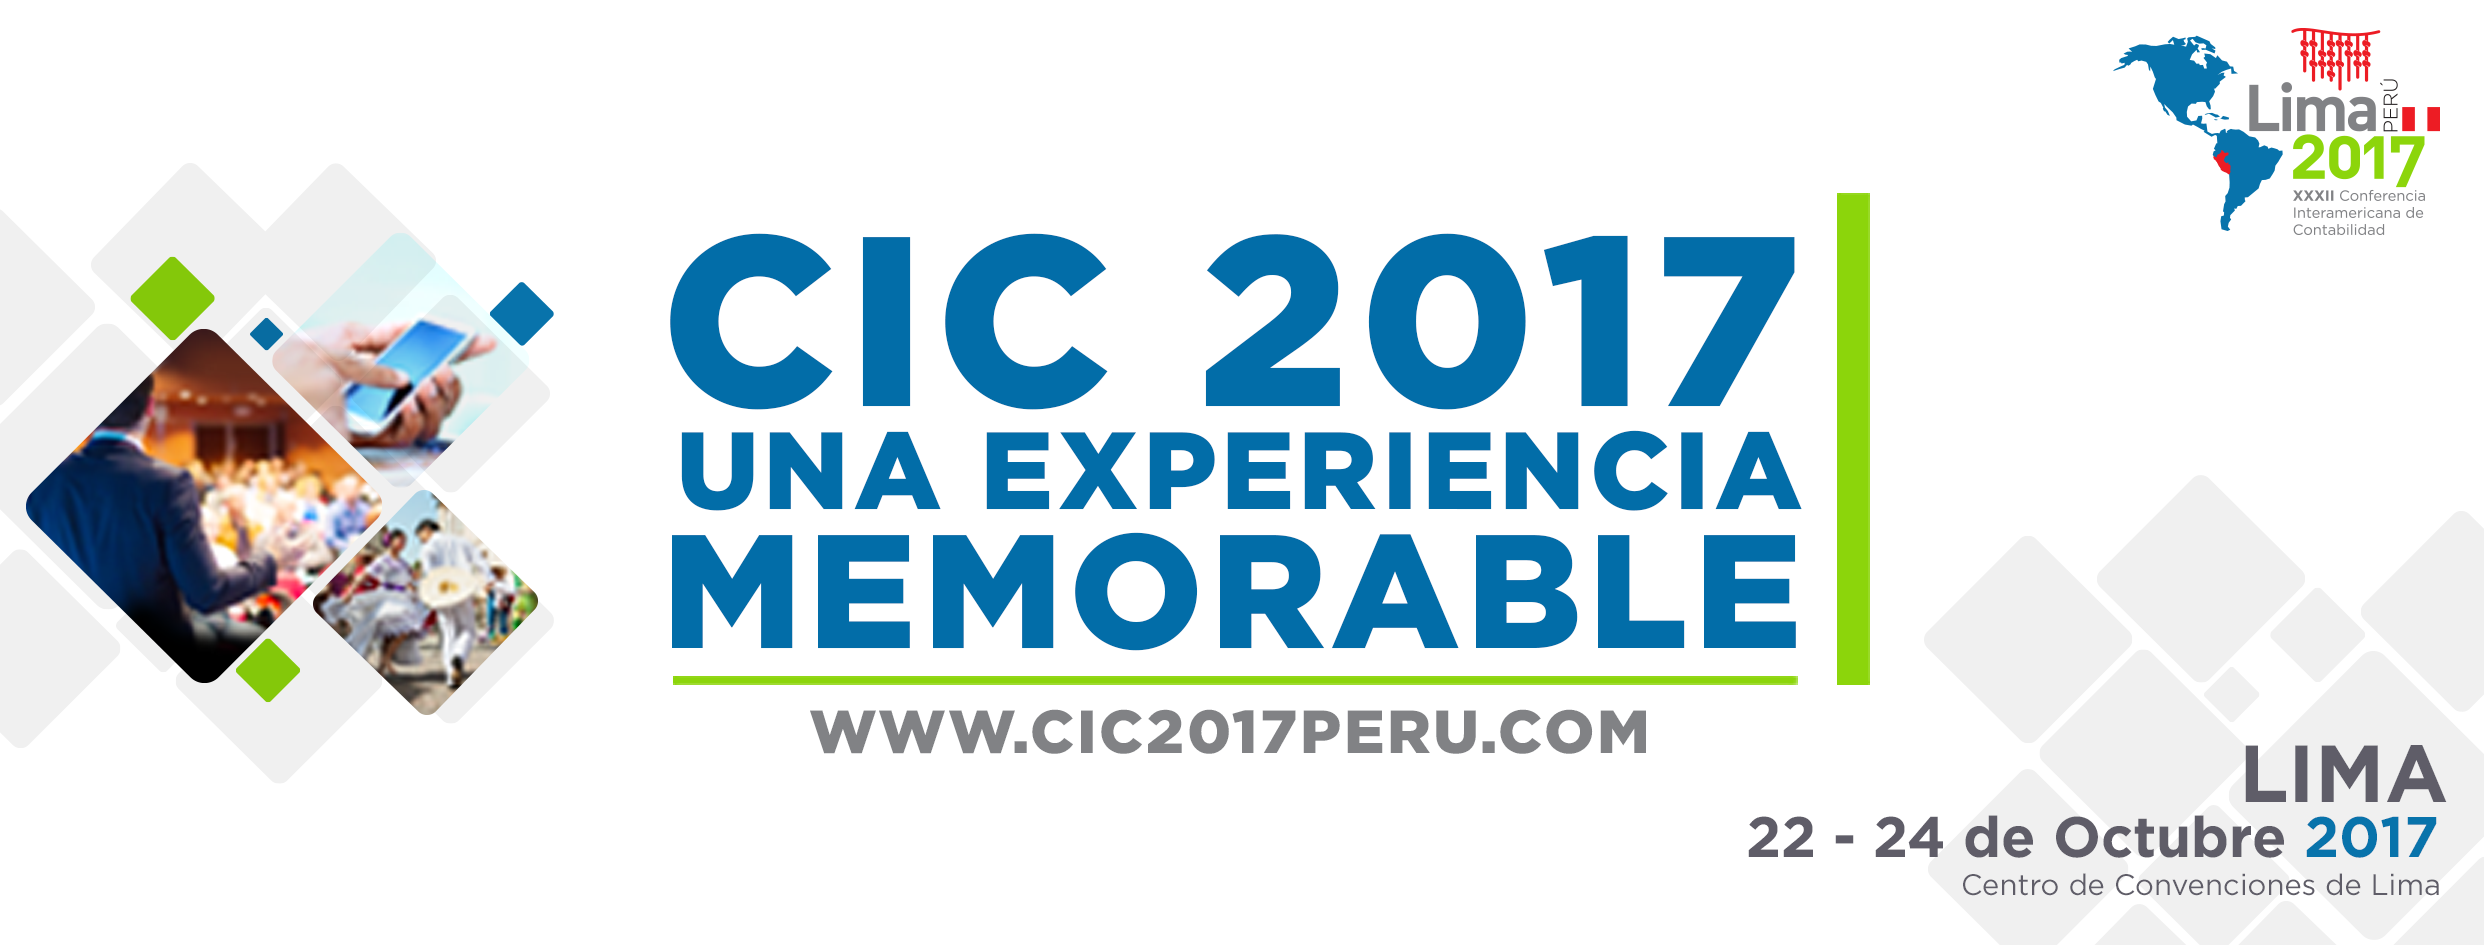 Lima
PERÚ
2017
XXXII Conferencia
Interamericana de
Contabilidad
CIC 2017
UNA EXPERIENCIA
MEMORABLE
WWW.CIC2017PERU.COM
LIMA
22 - 24 de Octubre 2017
Centro de Convenciones de Lima